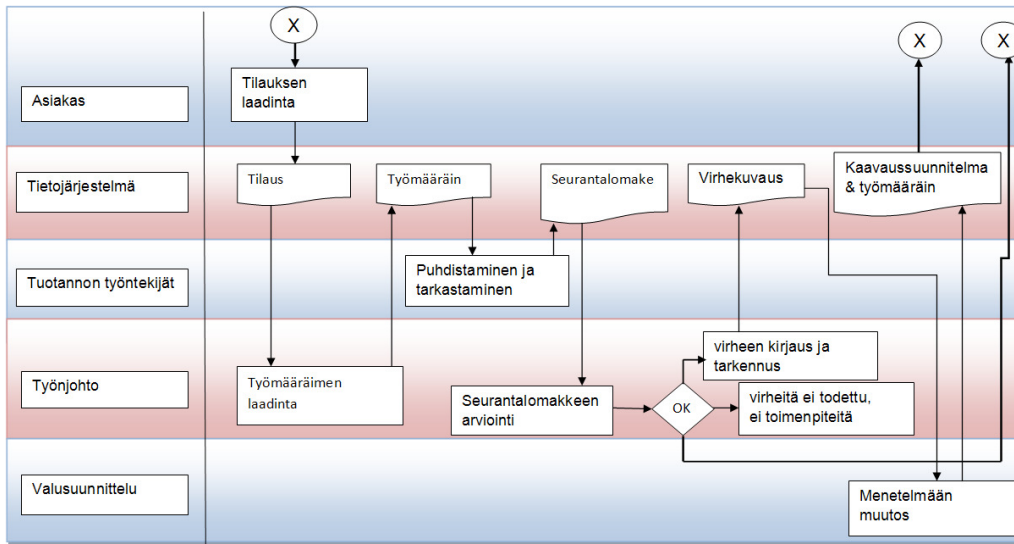 X
X
X
Asiakas
Tilauksen
laadinta
Tietojärjestelmä
Tilaus
Työmääräin
Seurantalomake
Virhekuvaus
Kaavaussuunnitelma
& työmääräin
Tuotannon työntekijät
Puhdistaminen ja
tarkastaminen
Työnjohto
Työmääräimen
laadinta
Seurantalomakkeen
arviointi
OK
virheen kirjaus ja
tarkennus
virheitä ei todettu,
ei toimenpiteitä
Valusuunnittelu
Menetelmään
muutos